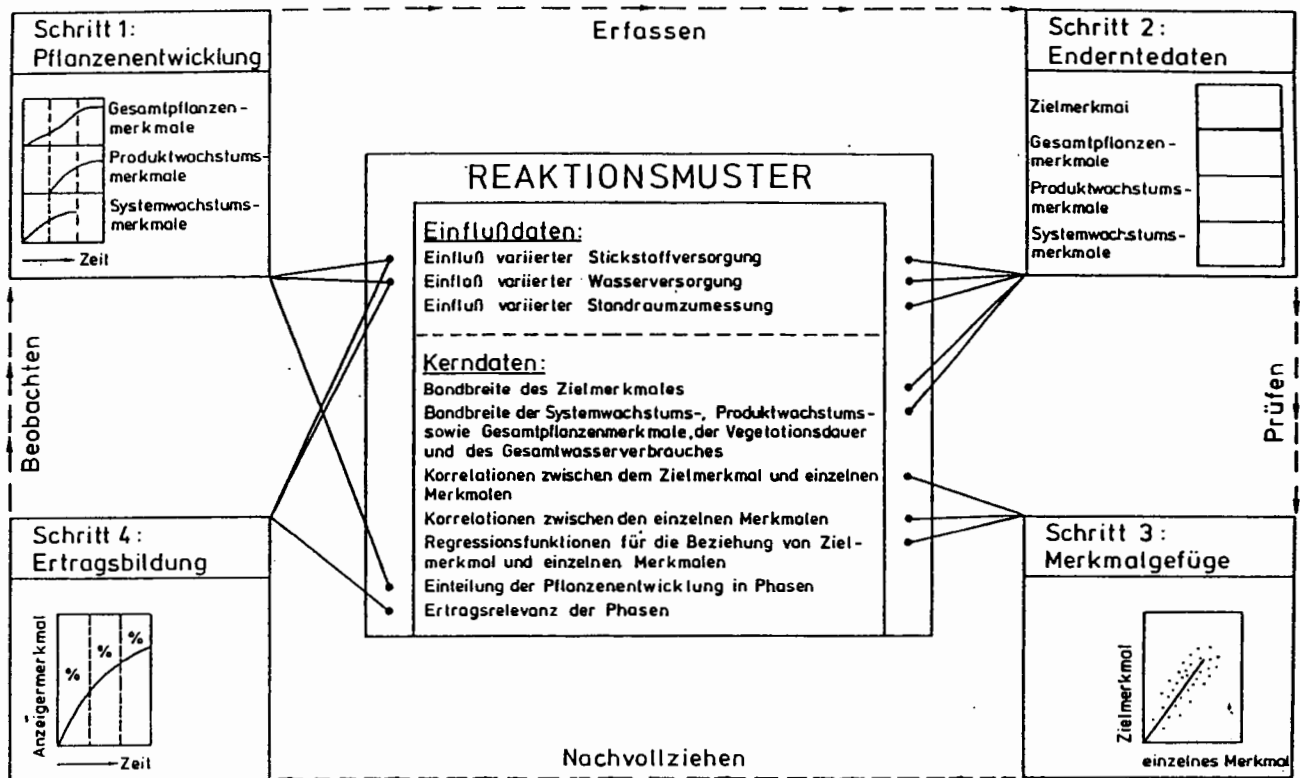 Schritt 1:
Pflanzenentwicklung
Gesamtpflanzen-
merkmale
Produktwachstums-
merkmale
Systemwachstums-
merkmale
Zeit
Erfassen
Schritt 2:
Enderntedaten
Zielmerkmal
Gesamtpflanzen-
merkmale
Produktwachstums-
merkmale
Systemwachstums-
merkmale
REAKTIONSMUSTER
Einflußdaten:
Einfluß variierter Stickstoffversorgung
Einfluß variierter Wasserversorgung
Einfluß variierter Standraumzumessung
Kerndaten:
Bandbreite des Zielmerkmales
Bandbreite der Systemwachstums-, Produktwachstums-
sowie Gesamtpflanzenmerkmale, der Vegetationsdauer
und des Gesamtwasserverbrauches
Korrelationen zwischen dem Zielmerkmal und einzelnen
Merkmalen
Korrelationen zwischen den einzelnen Merkmalen
Regressionsfunktionen für die Beziehung von Ziel-
merkmal und einzelnen Merkmalen
Einteilung der Pflanzenentwicklung in Phasen
Ertragsrelevanz der Phasen
Beobachten
Prüfen
Schritt 4:
Ertragsbildung
Anzeigermerkmal
% % %
Zeit
Nachvollziehen
Schritt 3:
Merkmalgefüge
Zielmerkmal
einzelnes Merkmal